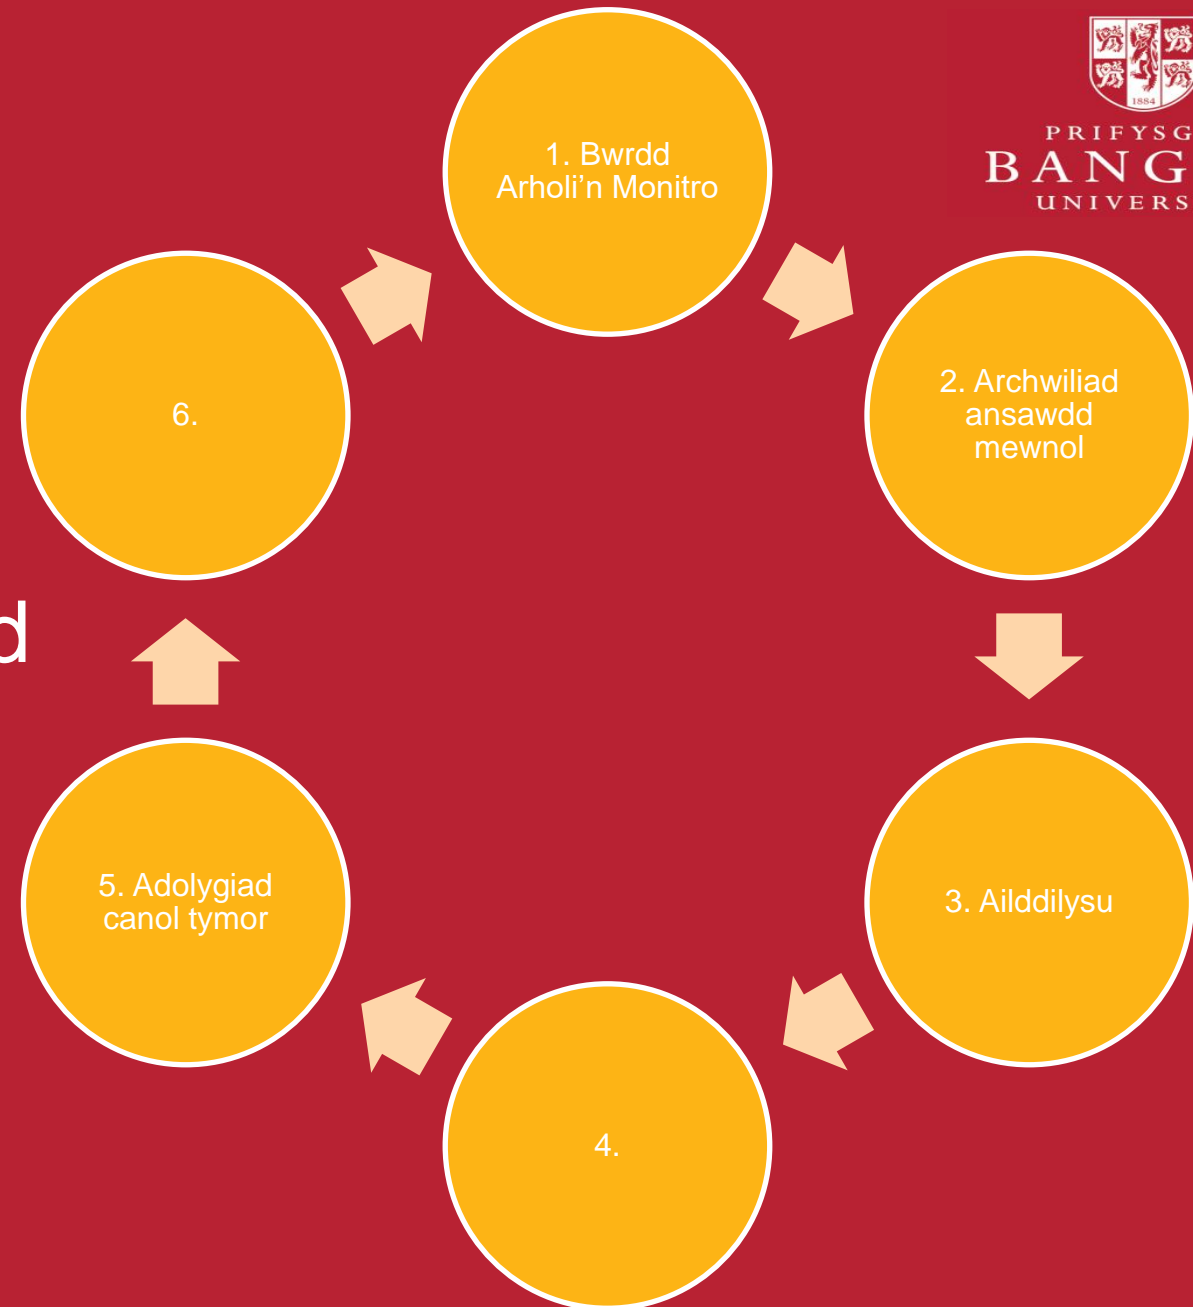 1. Bwrdd
Arholi’n Monitro
1884
PRIFYSG
BANG
UNIVERS
2. Archwiliad
ansawdd
mewnol
3. Ailddilysu
4.
5. Adolygiad
canol tymor
6.
d